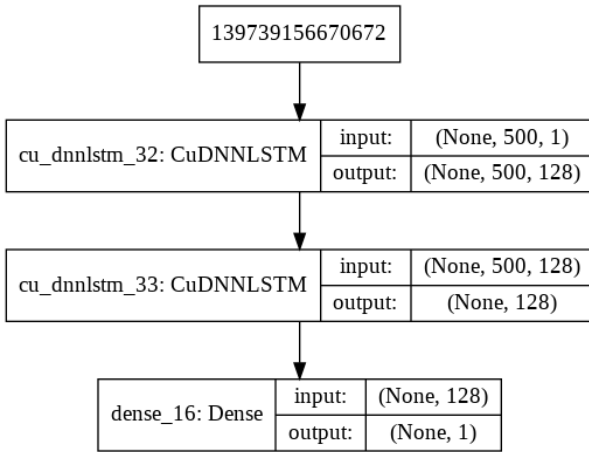 139739156670672
cu_dnnlstm_32: CuDNNLSTM
input: (None, 500, 1)
output: (None, 500, 128)
cu_dnnlstm_33: CuDNNLSTM
input: (None, 500, 128)
output: (None, 128)
dense_16: Dense
input: (None, 128)
output: (None, 1)